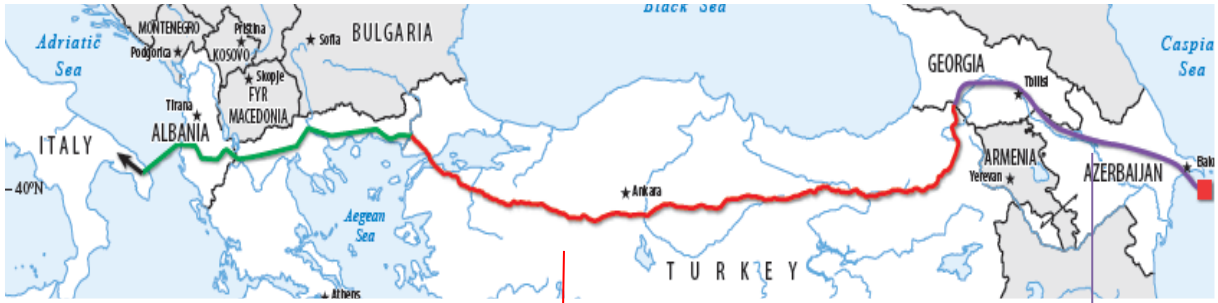 Black Sea
MONTENEGRO
Pristina
BULGARIA
Adriatic
Sea
Podgorica
KOSOVO
Sofia
Caspia
Sea
GEORGIA
Skopje
FYR
MACEDONIA
Tbilisi
Tirana
ALBANIA
ITALY
ARMENIA
Yerevan
AZERBAIJAN
Baku
40°N
Ankara
Aegean
Sea
TURKEY
Athens